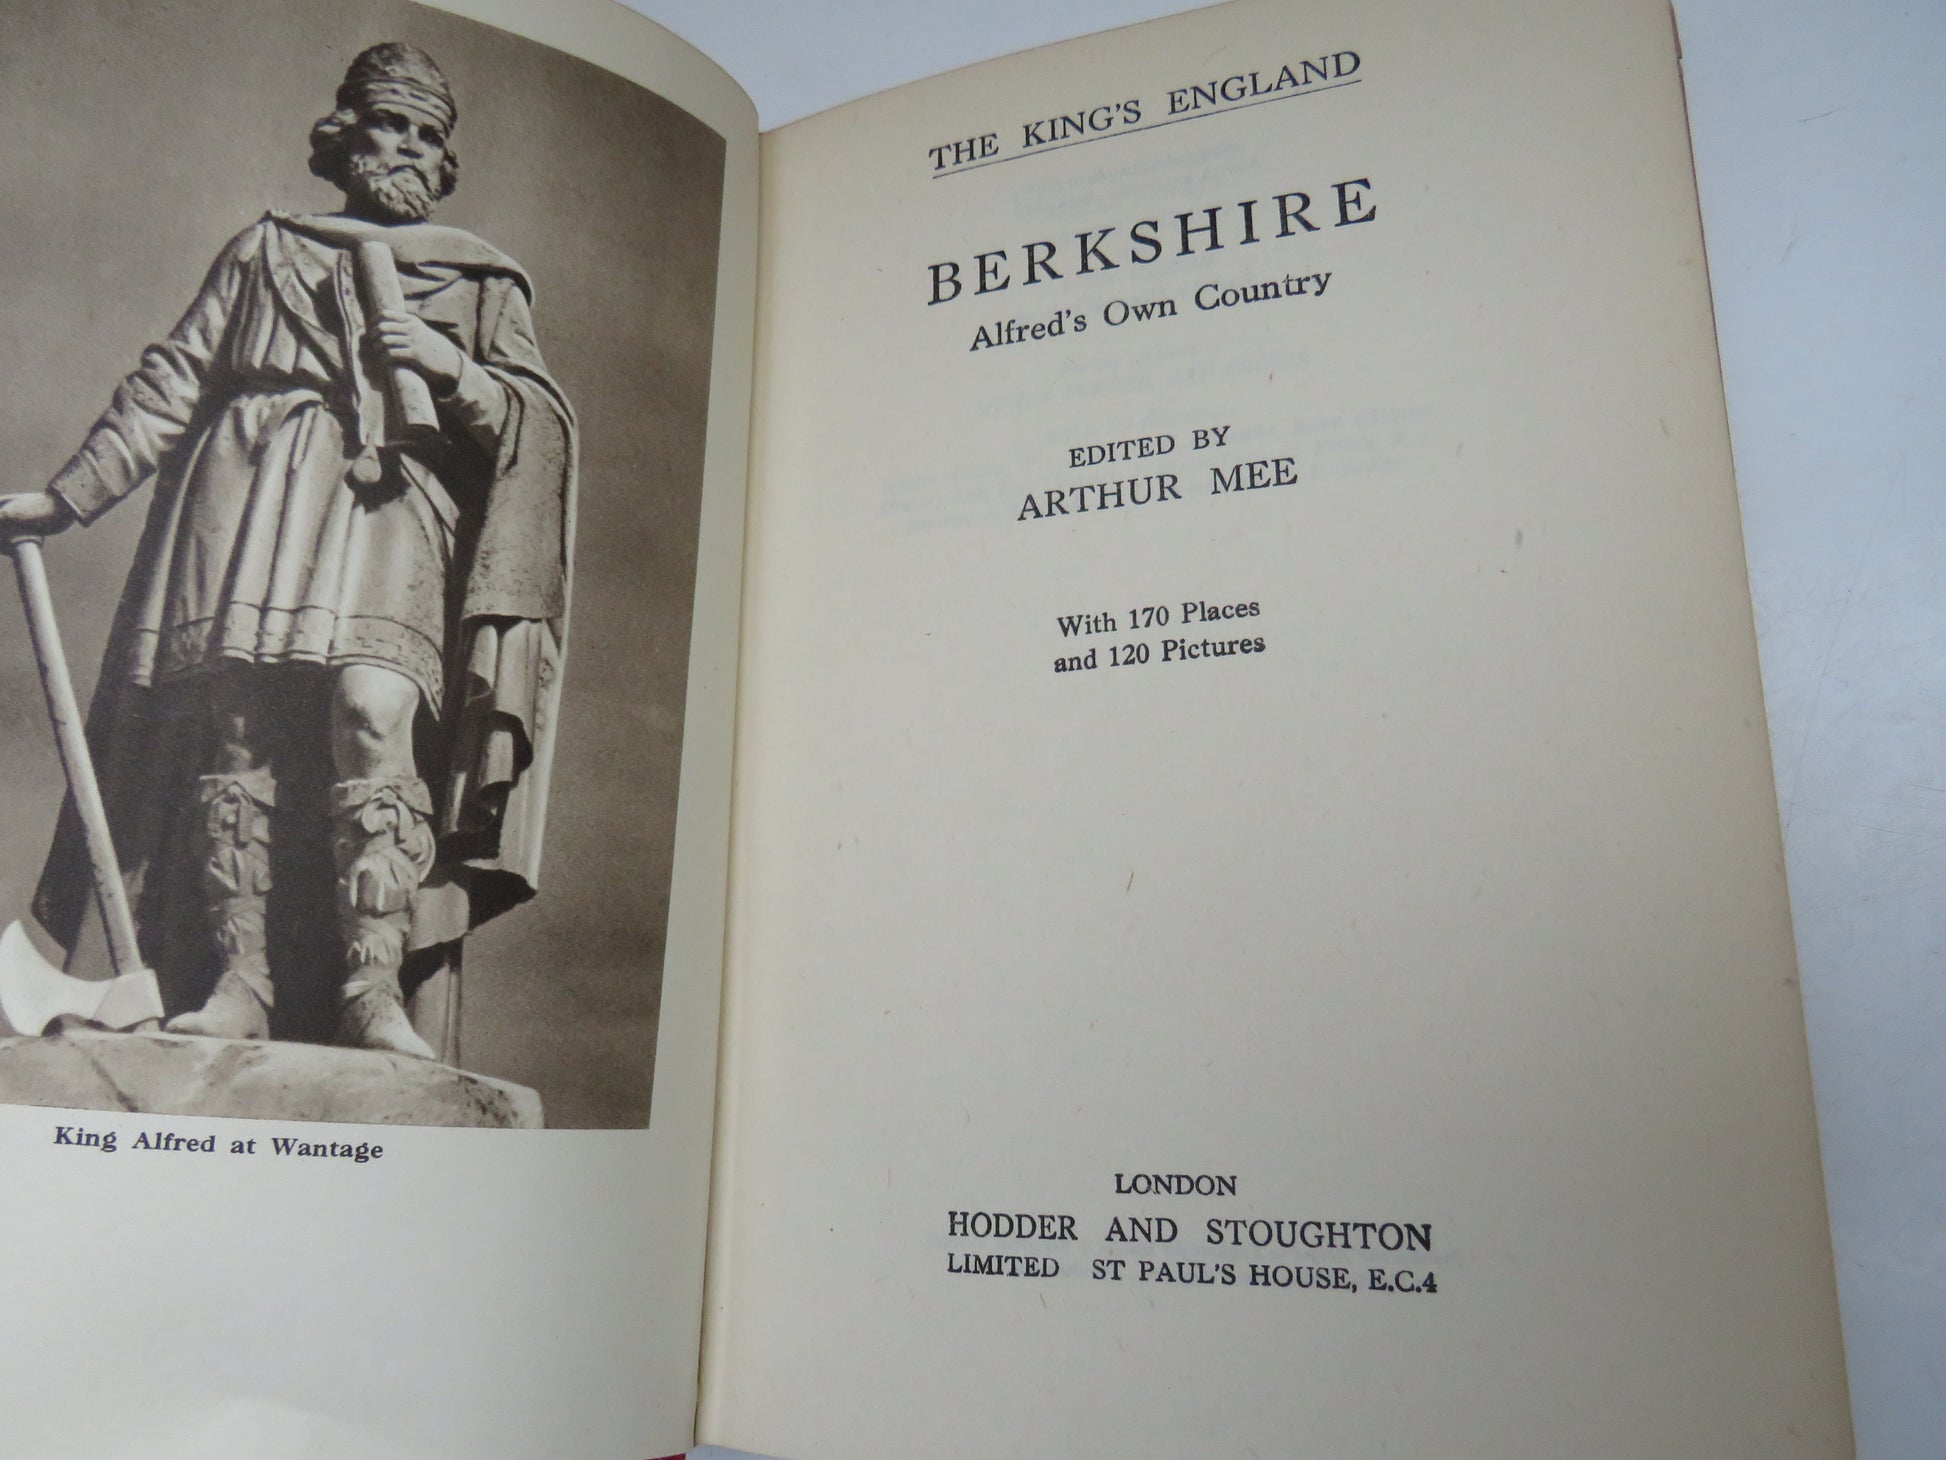 King Alfred at Wantage
THE KING'S ENGLAND
BERKSHIRE
Alfred's Own Country
EDITED BY
ARTHUR MEE
With 170 Places
and 120 Pictures
LONDON
HODDER AND STOUGHTON
LIMITED ST PAUL'S HOUSE, E.C.4